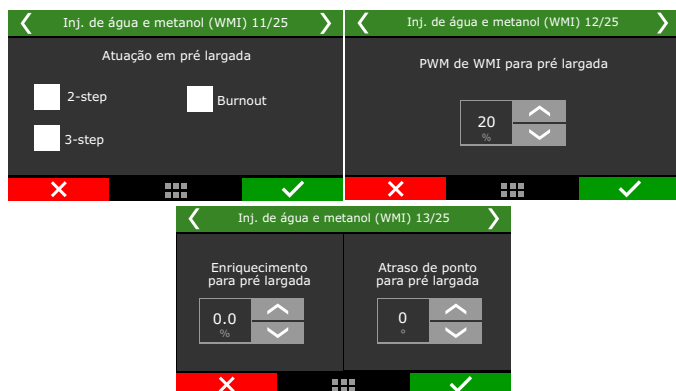 Inj. de água e metanol (WMI) 11/25
Atuação em pré largada
2-step
Burnout
3-step
Inj. de água e metanol (WMI) 12/25
PWM de WMI para pré largada
20
%
Inj. de água e metanol (WMI) 13/25
Enriquecimento
para pré largada
0.0
%
Atraso de ponto
para pré largada
0
°